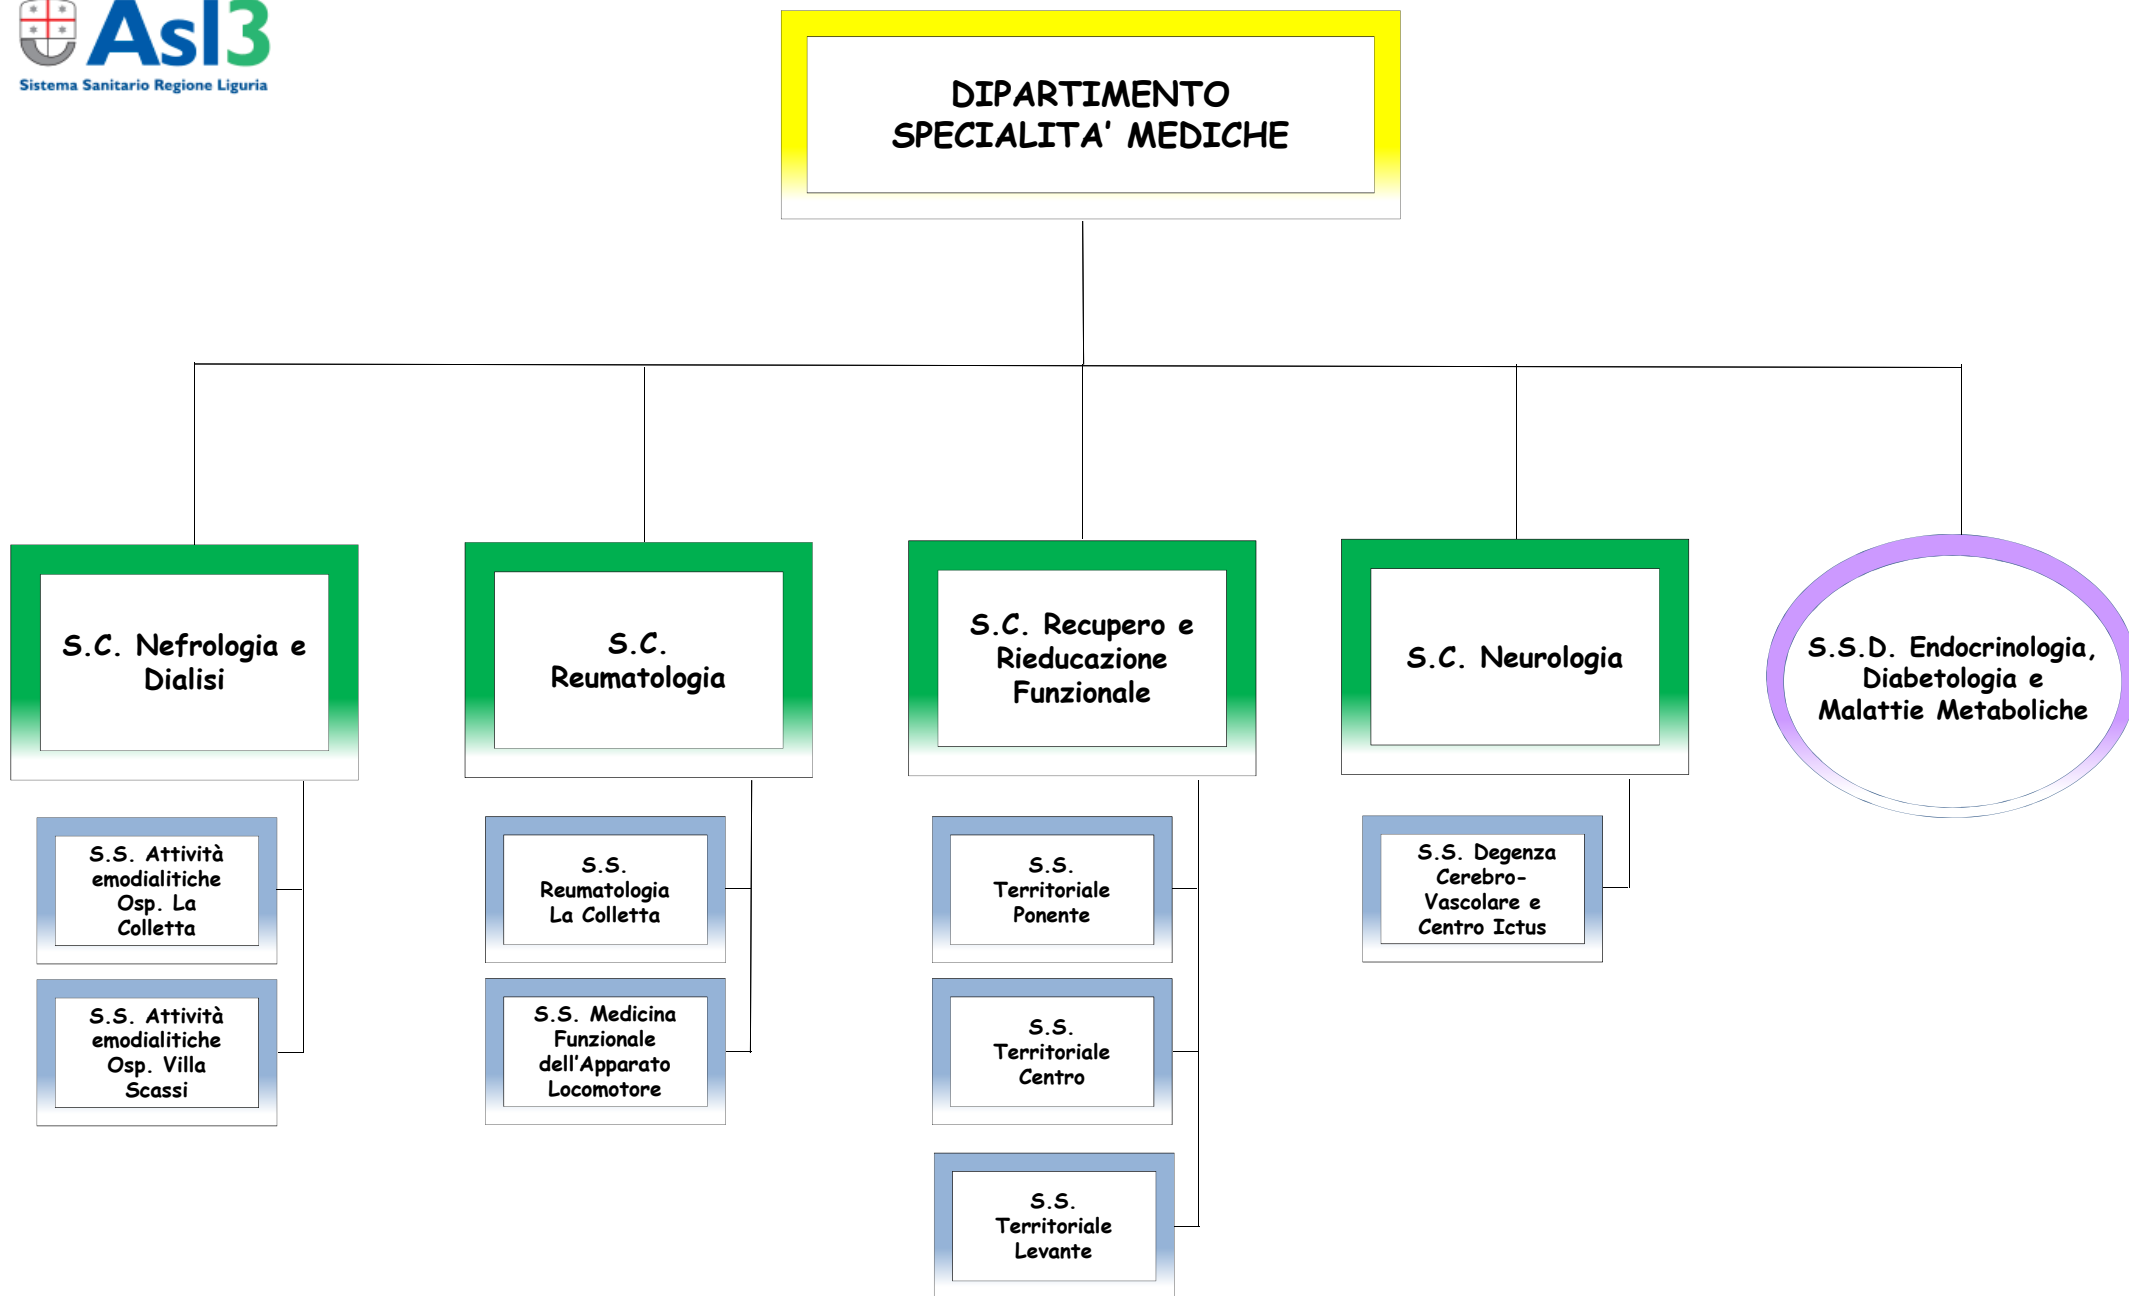 Asl3
Sistema Sanitario Regione Liguria
DIPARTIMENTO
SPECIALITA' MEDICHE
S.C. Nefrologia e
Dialisi
S.C.
Reumatologia
S.C. Recupero e
Rieducazione
Funzionale
S.C. Neurologia
S.S.D. Endocrinologia,
Diabetologia e
Malattie Metaboliche
S.S. Attività
emodialitiche
Osp. La
Colletta
S.S. Attività
emodialitiche
Osp. Villa
Scassi
S.S.
Reumatologia
La Colletta
S.S. Medicina
Funzionale
dell'Apparato
Locomotore
S.S.
Territoriale
Ponente
S.S.
Territoriale
Centro
S.S.
Territoriale
Levante
S.S. Degenza
Cerebro-
Vascolare e
Centro Ictus